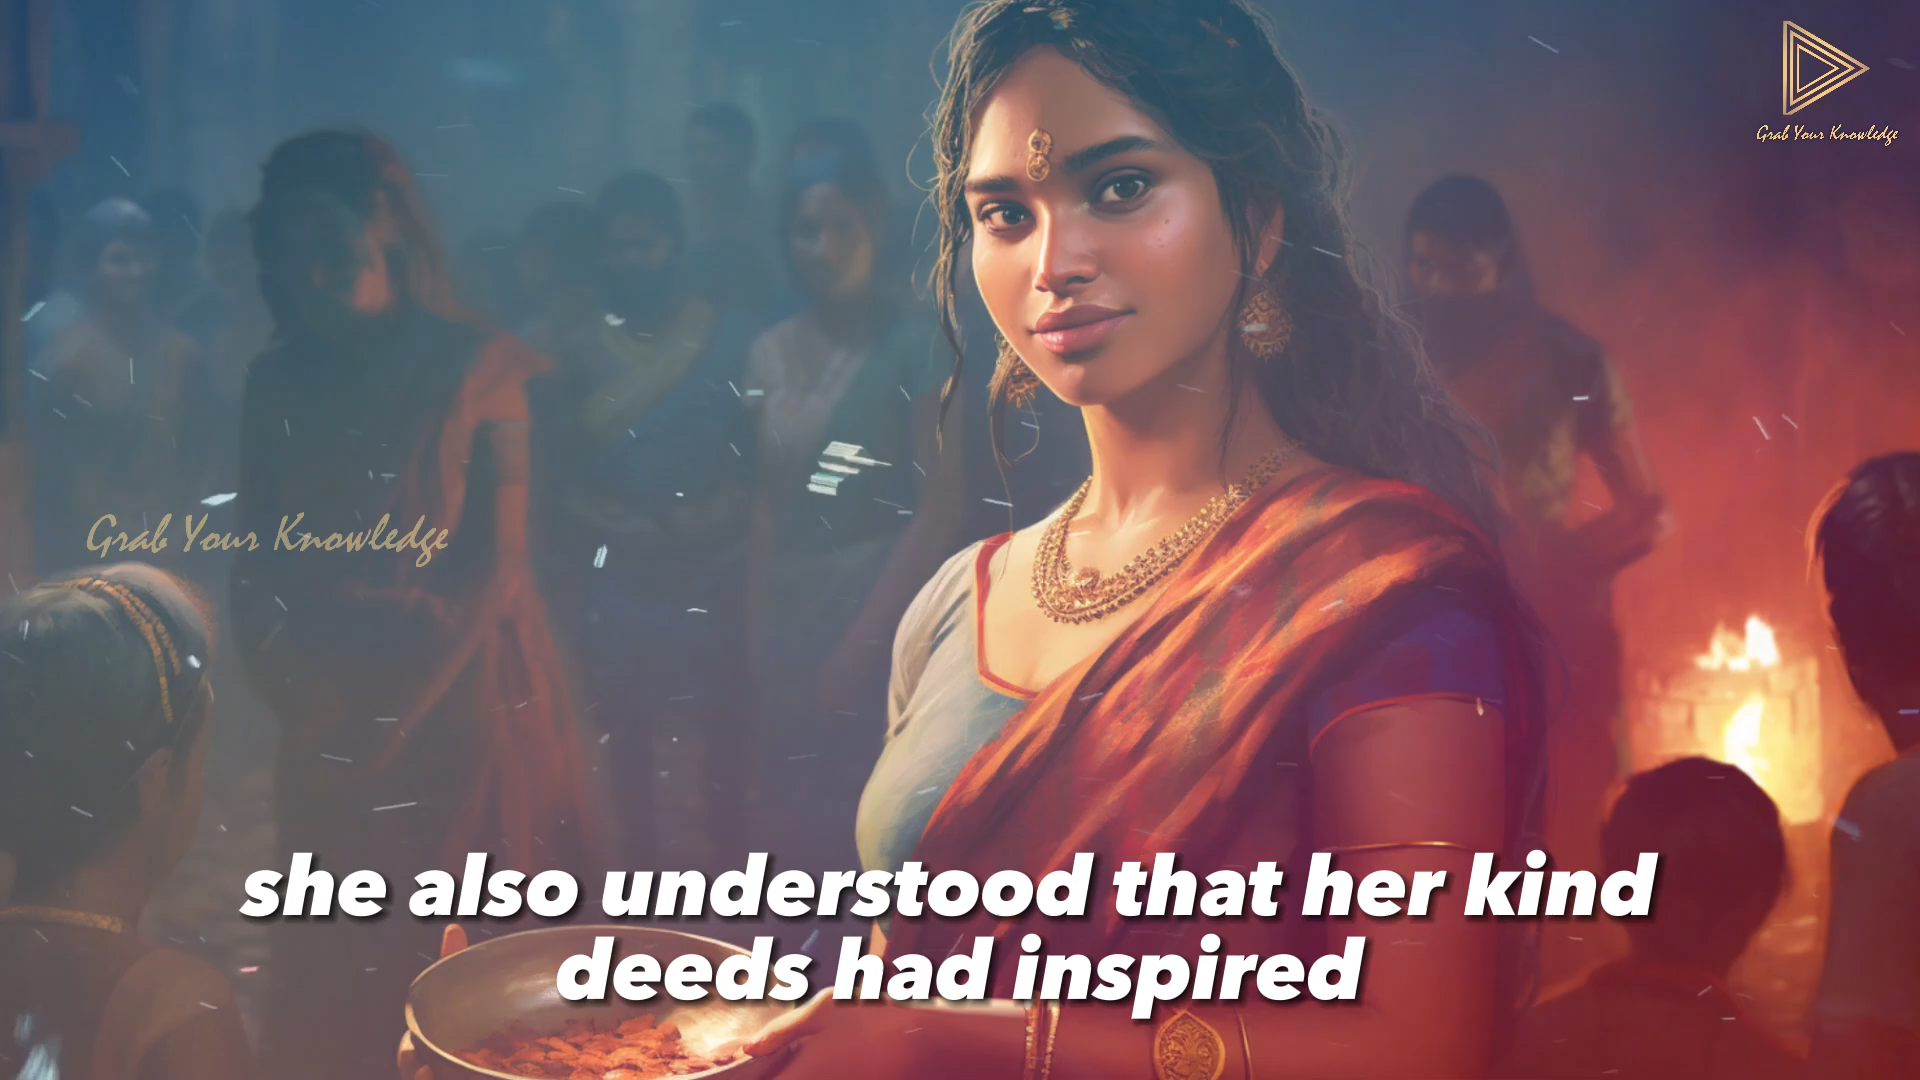 Grab Your Knowledge
Grab Your Knowledge
she also understood that her kind
deeds had inspired